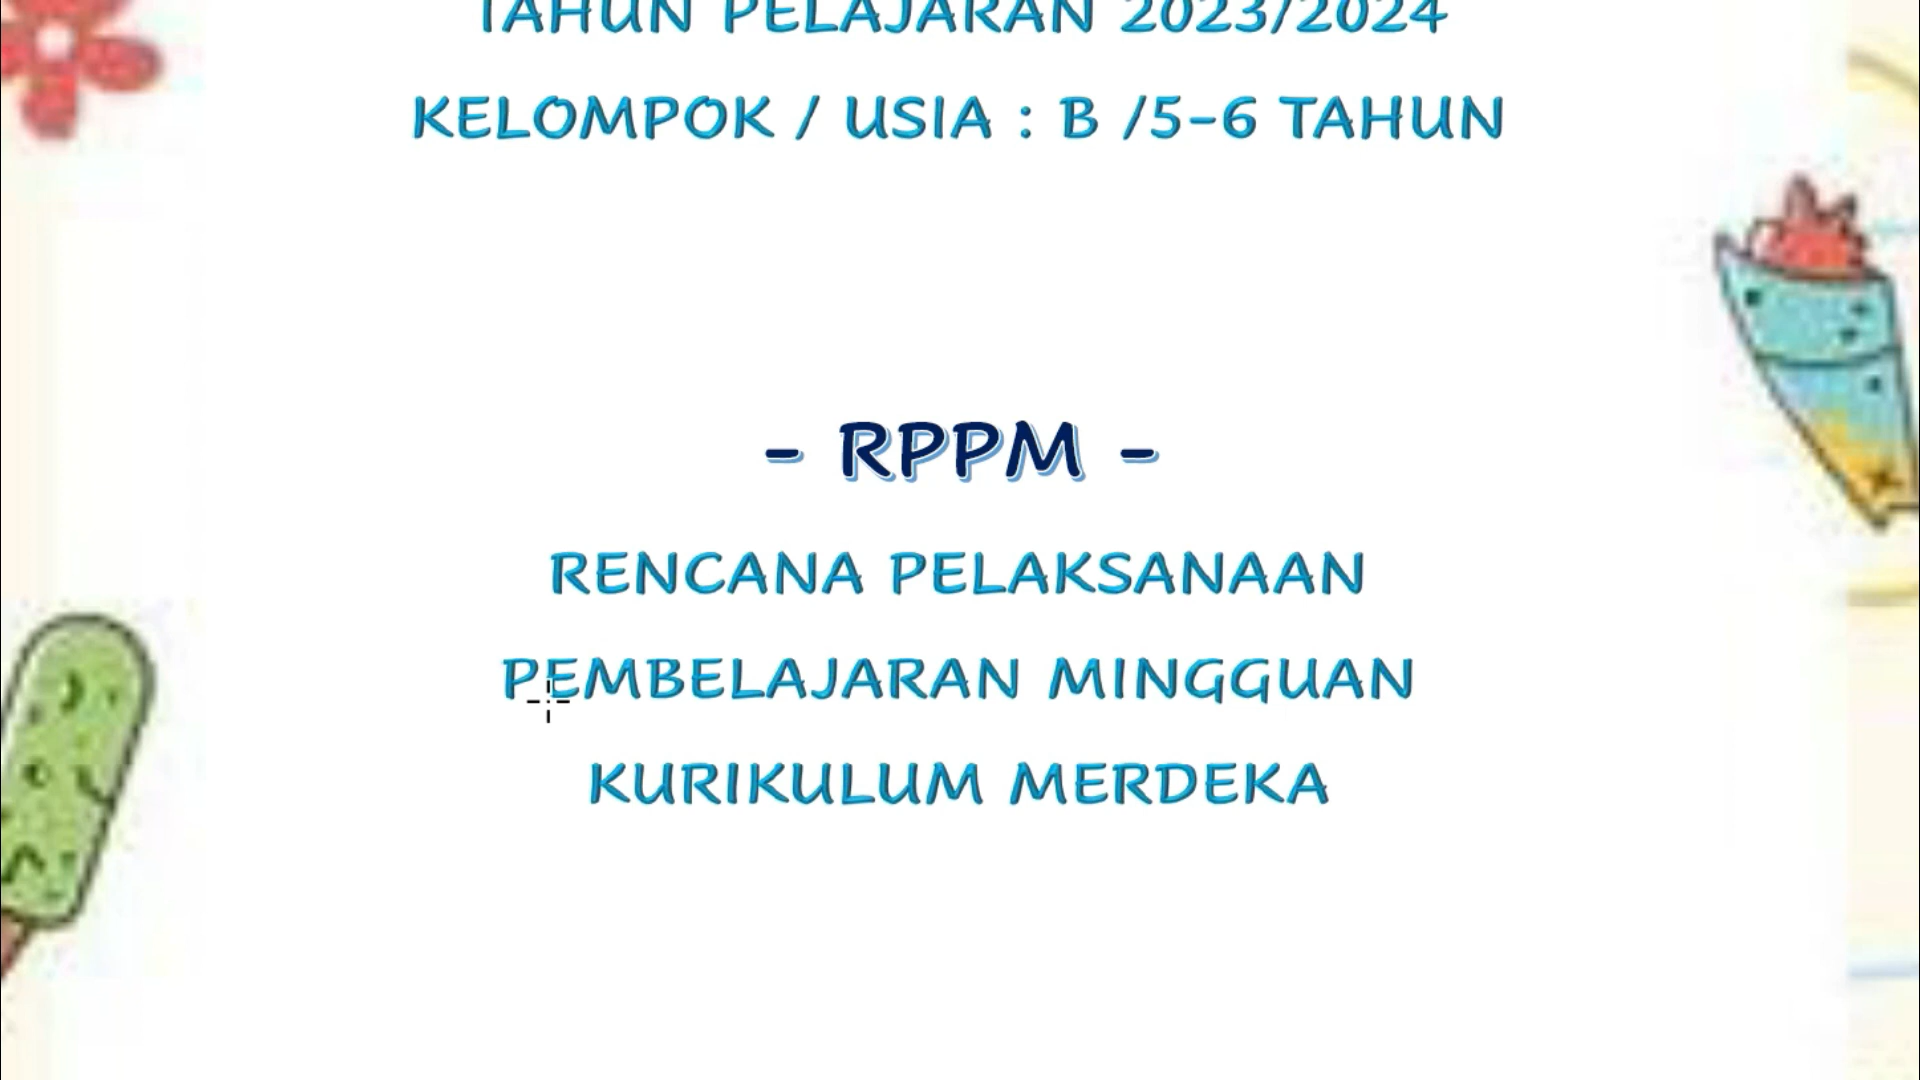 TAHUN PELAJARAN 2023/2024
KELOMPOK / USIA : B /5-6 TAHUN
- RPPM -
RENCANA PELAKSANAAN
PEMBELAJARAN MINGGUAN
KURIKULUM MERDEKA